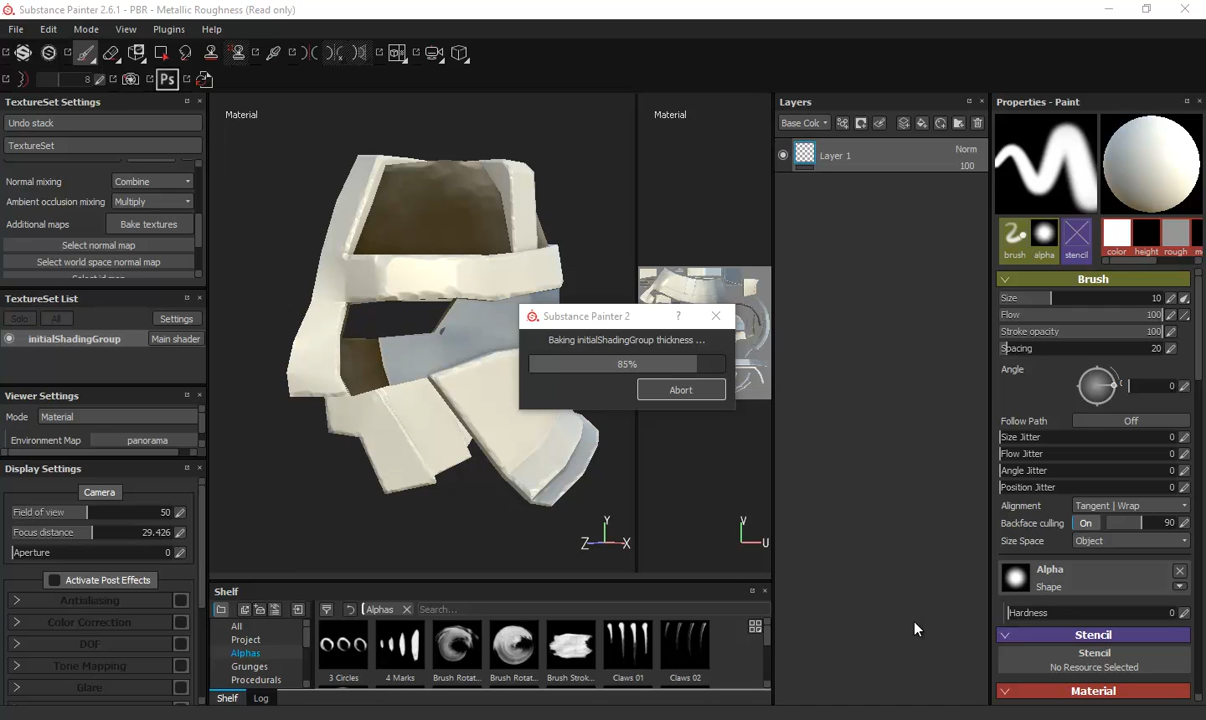 Substance Painter 2.6.1 - PBR - Metallic Roughness (Read only)
File Edit Mode View Plugins Help
8
Ps
TextureSet Settings
Undo stack
TextureSet
Normal mixing Combine
Ambient occlusion mixing Multiply
Additional maps Bake textures
Select normal map
Select world space normal map
TextureSet List
Solo All Settings
initialShadingGroup Main shader
Viewer Settings
Mode Material
Environment Map panorama
Display Settings
Camera
Field of view 50
Focus distance 29.426
Aperture 0
Activate Post Effects
Antialiasing
Color Correction
DOF
Tone Mapping
Glare
Material
Z X Y
Material
V
U
Substance Painter 2 ?
Baking initialShadingGroup thickness ...
85%
Abort
Shelf
Alphas Search...
All
Project
Alphas
Grunges
Procedurals
3 Circles 4 Marks Brush Rotat... Brush Rotat... Brush Strok... Claws 01 Claws 02
Shelf Log
Layers
Base Col
Layer 1 Norm
100
Properties - Paint
brush alpha stencil color height rough
Brush
Size 10
Flow 100
Stroke opacity 100
Spacing 20
Angle 0
Follow Path Off
Size Jitter 0
Flow Jitter 0
Angle Jitter 0
Position Jitter 0
Alignment Tangent | Wrap
Backface culling On 90
Size Space Object
Alpha
Shape
Hardness 0
Stencil
Stencil
No Resource Selected
Material